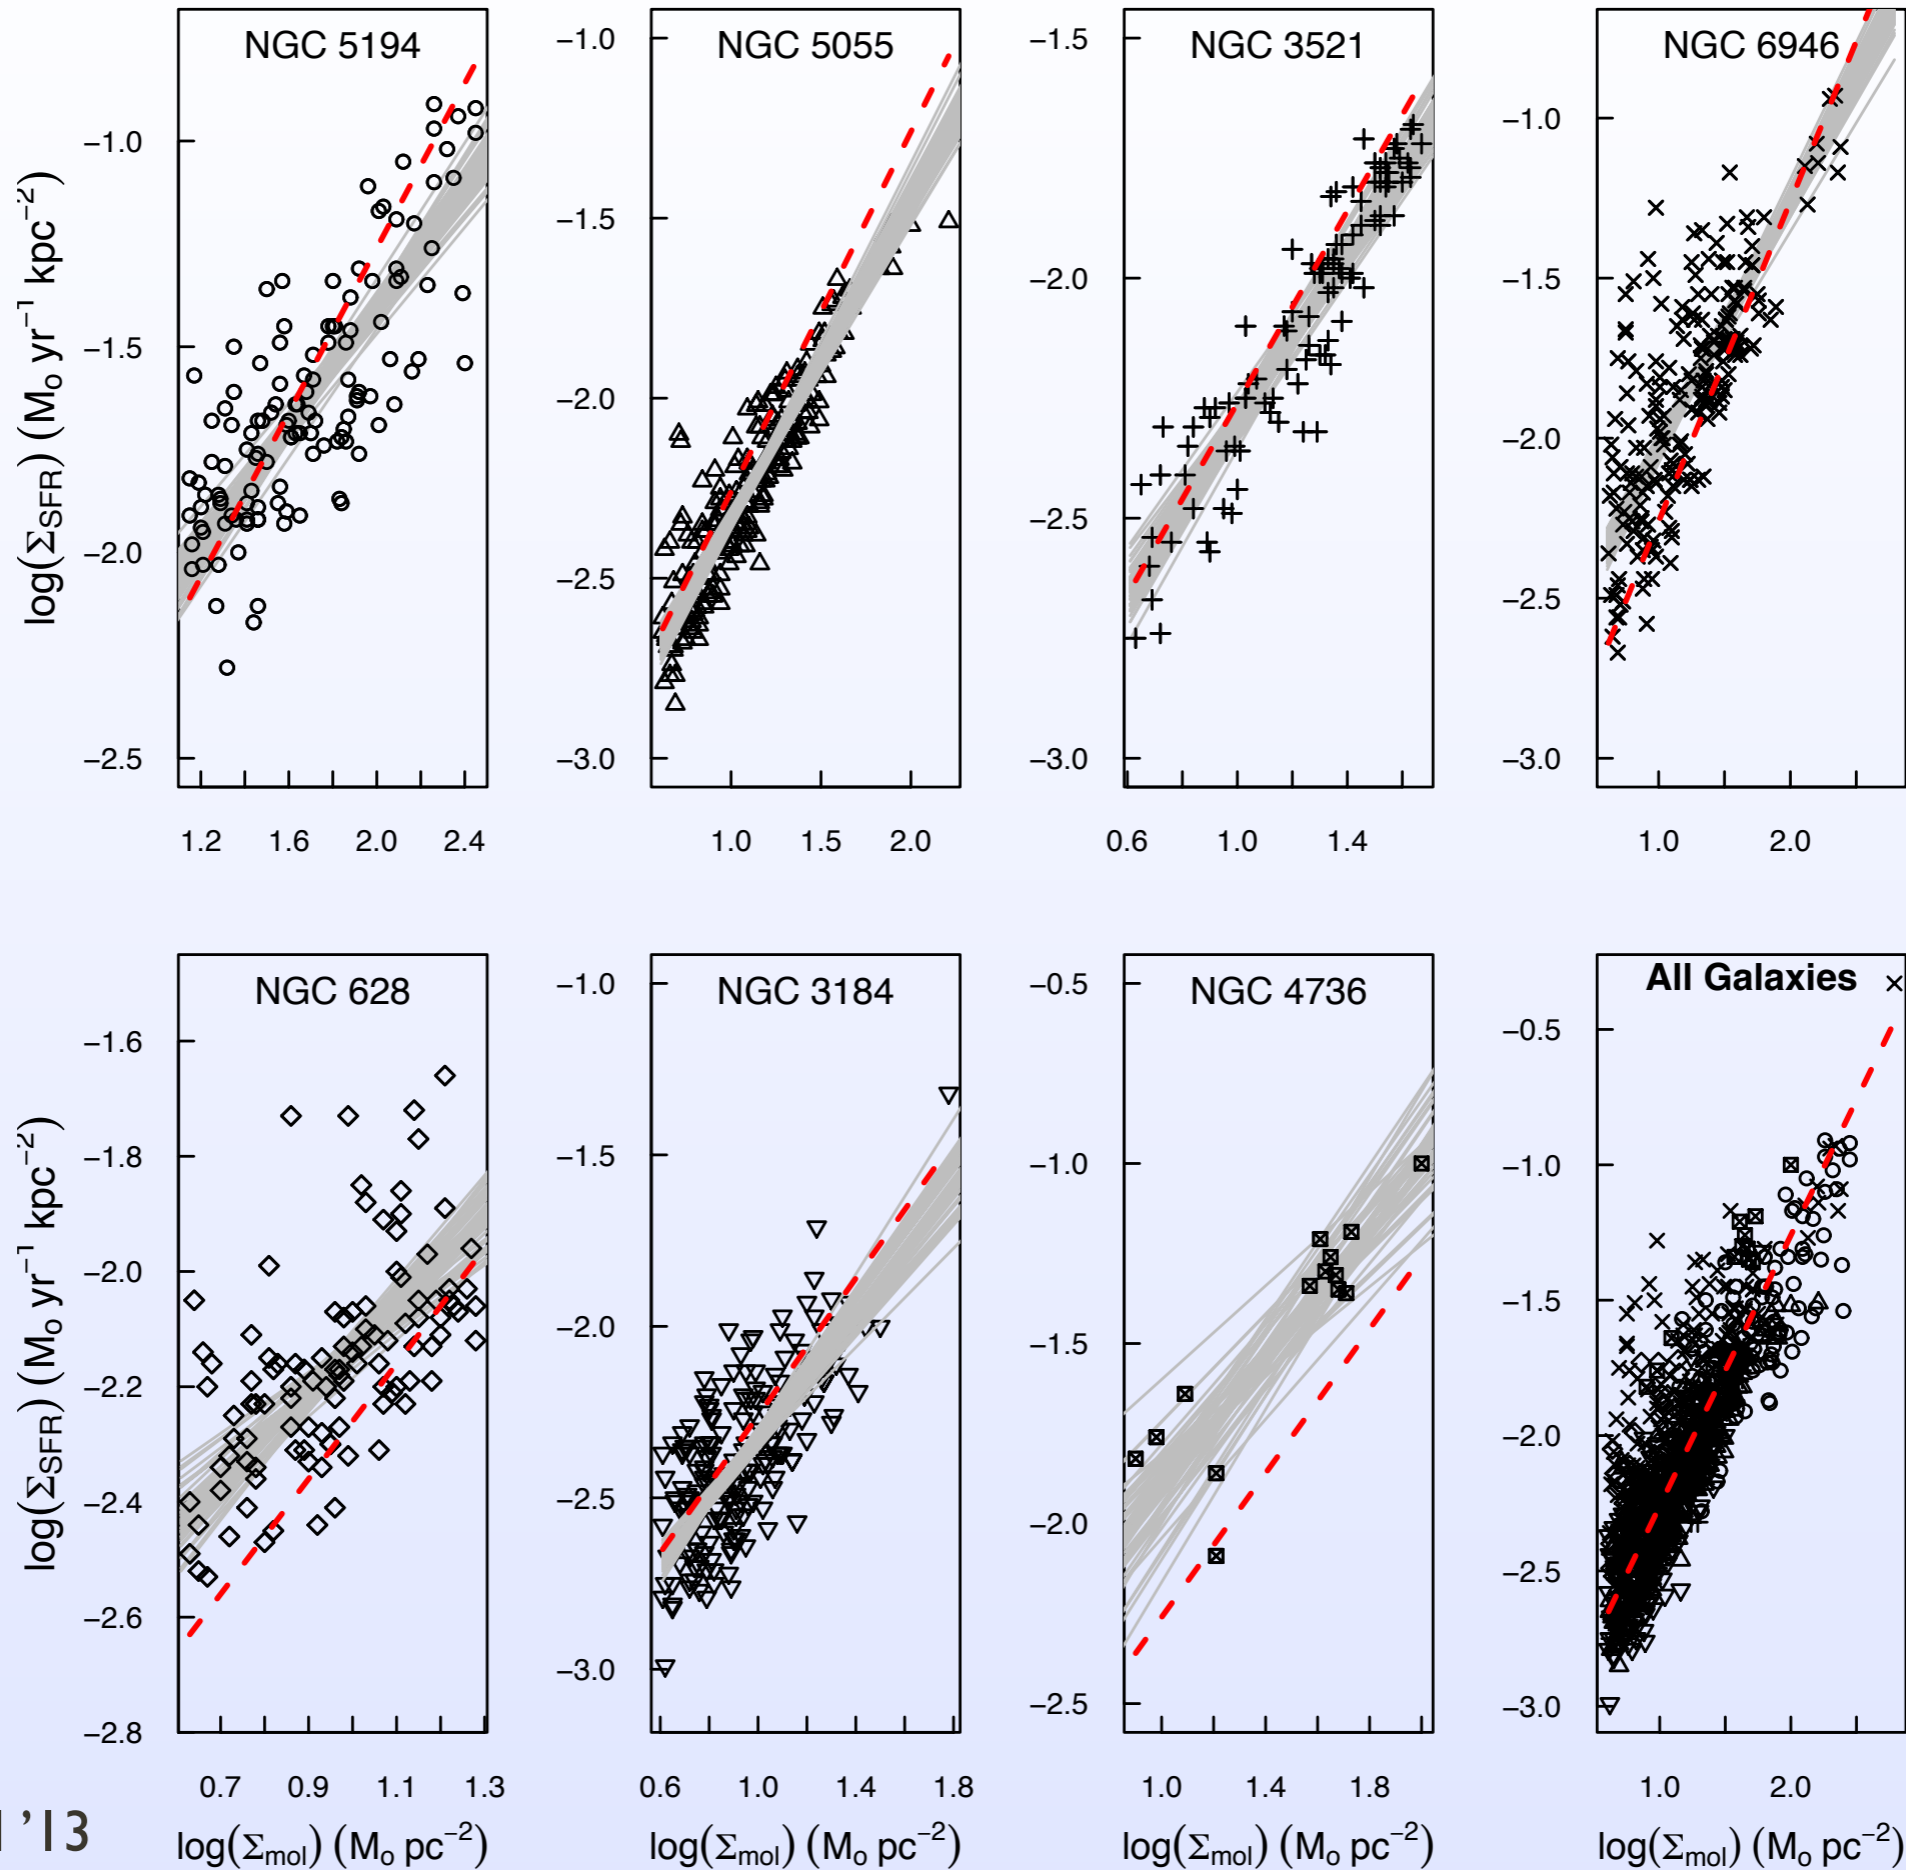 NGC 5194
NGC 5055
NGC 3521
NGC 6946
log(ΣSFR) (Mo yr−1 kpc−2)
−1.0
−1.5
−2.0
−2.5
1.2 1.6 2.0 2.4
−1.0
−1.5
−2.0
−2.5
−3.0
1.0 1.5 2.0
−1.5
−2.0
−2.5
−3.0
0.6 1.0 1.4
−1.0
−1.5
−2.0
−2.5
−3.0
1.0 2.0
NGC 628
NGC 3184
NGC 4736
All Galaxies
log(ΣSFR) (Mo yr−1 kpc−2)
−1.6
−1.8
−2.0
−2.2
−2.4
−2.6
−2.8
0.7 0.9 1.1 1.3
−1.0
−1.5
−2.0
−2.5
−3.0
0.6 1.0 1.4 1.8
−0.5
−1.0
−1.5
−2.0
−2.5
1.0 1.4 1.8
−0.5
−1.0
−1.5
−2.0
−2.5
−3.0
1.0 2.0
’13
log(Σmol) (Mo pc−2)
log(Σmol) (Mo pc−2)
log(Σmol) (Mo pc−2)
log(Σmol) (Mo pc−2)